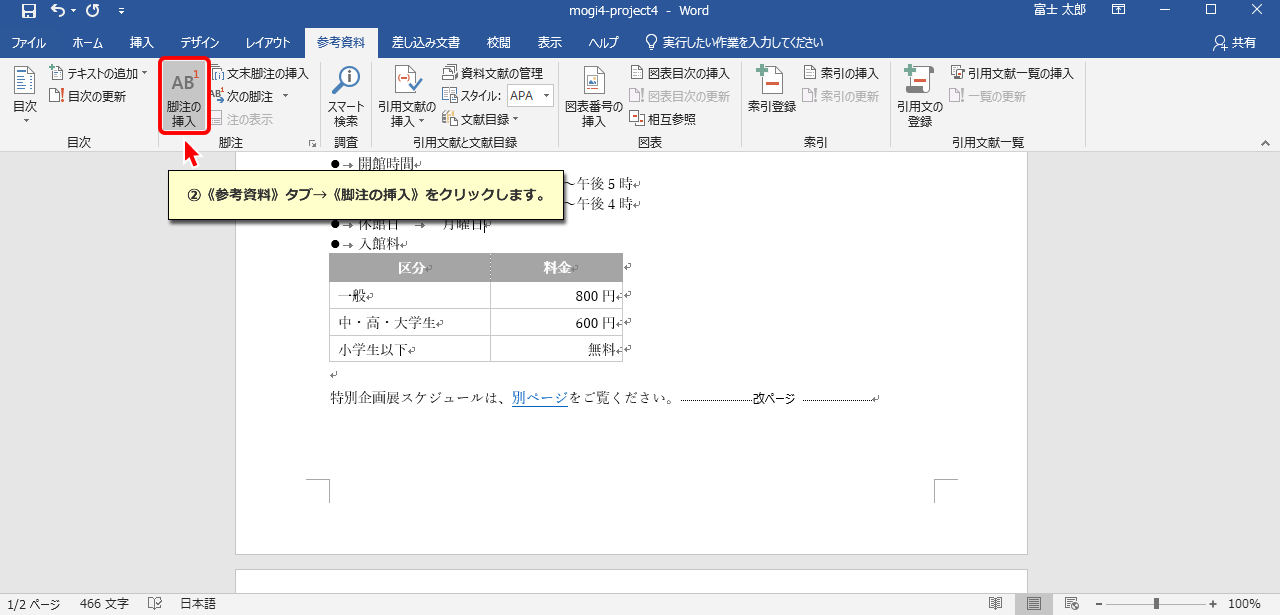 mogi4-project4 - Word
富士 太郎
ファイル ホーム 挿入 デザイン レイアウト 参考資料 差し込み文書 校閲 表示 ヘルプ 実行したい作業を入力してください 共有
目次
テキストの追加
目次の更新
目次
AB1
脚注の
挿入
文末脚注の挿入
次の脚注
注の表示
脚注
スマート
検索
調査
引用文献の
挿入
資料文献の管理
スタイル: APA
文献目録
引用文献と文献目録
図表番号の
挿入
図表目次の挿入
図表目次の更新
相互参照
図表
索引登録
索引の挿入
索引の更新
索引
引用文の
登録
引用文献一覧の挿入
一覧の更新
引用文献一覧
● → 開館時間
②《参考資料》タブ→《脚注の挿入》をクリックします。
~午後 5 時
~午後 4 時
● → 休館日 → 月曜日
● → 入館料
区分 料金
一般 800 円
中・高・大学生 600 円
小学生以下 無料
特別企画展スケジュールは、別ページをご覧ください。 改ページ
1/2 ページ 466 文字 日本語 100%